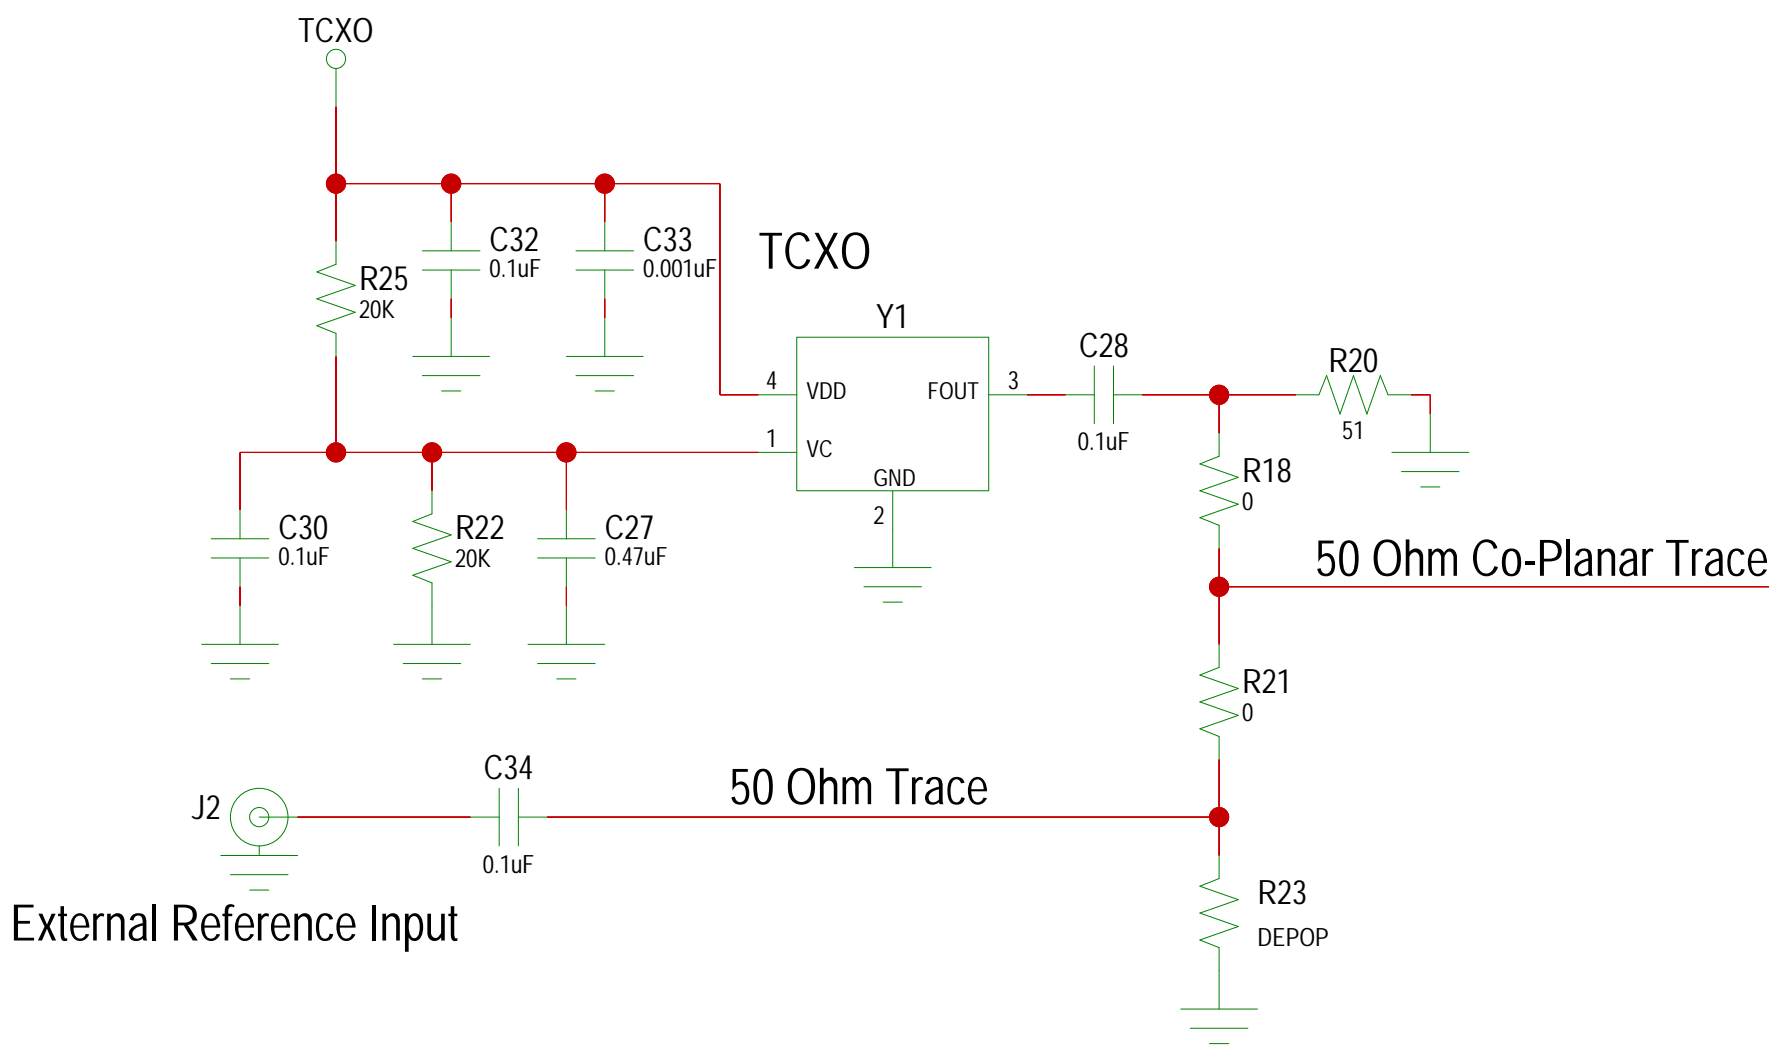 TCXO
C32
0.1uF
C33
0.001uF
TCXO
R25
20K
Y1
C28
0.1uF
R20
51
4
VDD
FOUT
3
1
VC
GND
2
R18
0
C30
0.1uF
R22
20K
C27
0.47uF
50 Ohm Co-Planar Trace
R21
0
C34
0.1uF
50 Ohm Trace
J2
External Reference Input
R23
DEPOP